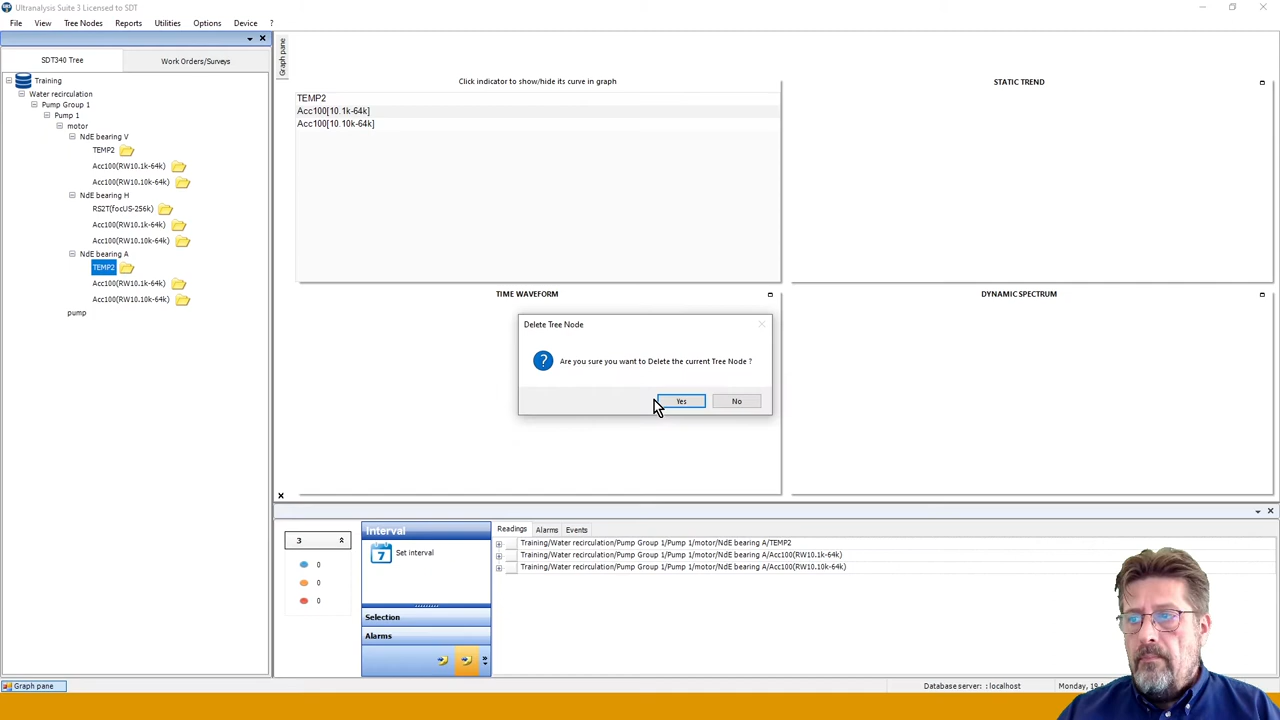 Ultranalysis Suite 3 Licensed to SDT
File View Tree Nodes Reports Utilities Options Device ?
SDT340 Tree
Work Orders/Surveys
Training
Water recirculation
Pump Group 1
Pump 1
motor
NdE bearing V
TEMP2
Acc100(RW10.1k-64k)
Acc100(RW10.10k-64k)
NdE bearing H
RS2T(focUS-256k)
Acc100(RW10.1k-64k)
Acc100(RW10.10k-64k)
NdE bearing A
TEMP2
Acc100(RW10.1k-64k)
Acc100(RW10.10k-64k)
pump
Graph pane
Click indicator to show/hide its curve in graph
TEMP2
Acc100[10.1k-64k]
Acc100[10.10k-64k]
STATIC TREND
TIME WAVEFORM
DYNAMIC SPECTRUM
Delete Tree Node
Are you sure you want to Delete the current Tree Node ?
Yes No
3
0
0
0
Interval
7 Set interval
Selection
Alarms
Readings Alarms Events
Training/Water recirculation/Pump Group 1/Pump 1/motor/NdE bearing A/TEMP2
Training/Water recirculation/Pump Group 1/Pump 1/motor/NdE bearing A/Acc100(RW10.1k-64k)
Training/Water recirculation/Pump Group 1/Pump 1/motor/NdE bearing A/Acc100(RW10.10k-64k)
Graph pane
Database server: : localhost
Monday, 19